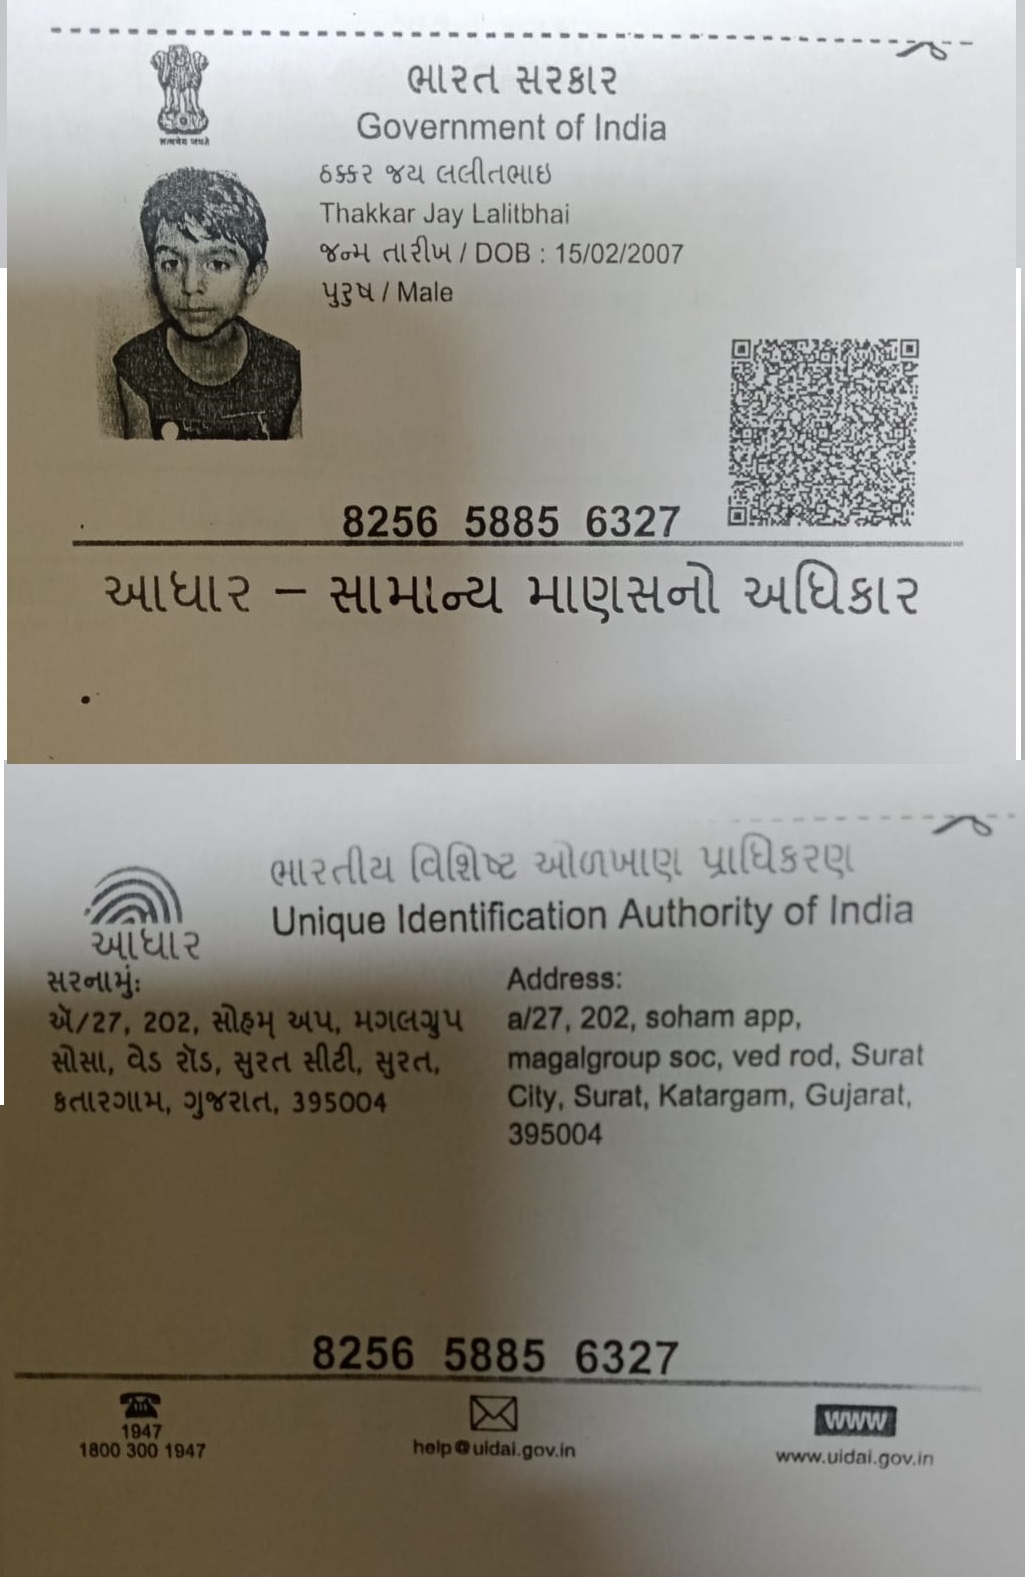 ભારત સરકાર
Government of India
सत्यमेव जयते
ઠક્કર જય લલીતભાઇ
Thakkar Jay Lalitbhai
જન્મ તારીખ / DOB : 15/02/2007
પુરુષ / Male
8256 5885 6327
આધાર – સામાન્ય માણસનો અધિકાર
ભારતીય વિશિષ્ટ ઓળખાણ પ્રાધિકરણ
Unique Identification Authority of India
આધાર
સરનામું:
એ/27, 202, સોહમ્ અપ, મગલગ્રુપ
સોસા, વેડ રૉડ, સુરત સીટી, સુરત,
કતારગામ, ગુજરાત, 395004
Address:
a/27, 202, soham app,
magalgroup soc, ved rod, Surat
City, Surat, Katargam, Gujarat,
395004
8256 5885 6327
1947
1800 300 1947
help@uidai.gov.in
www
www.uidai.gov.in